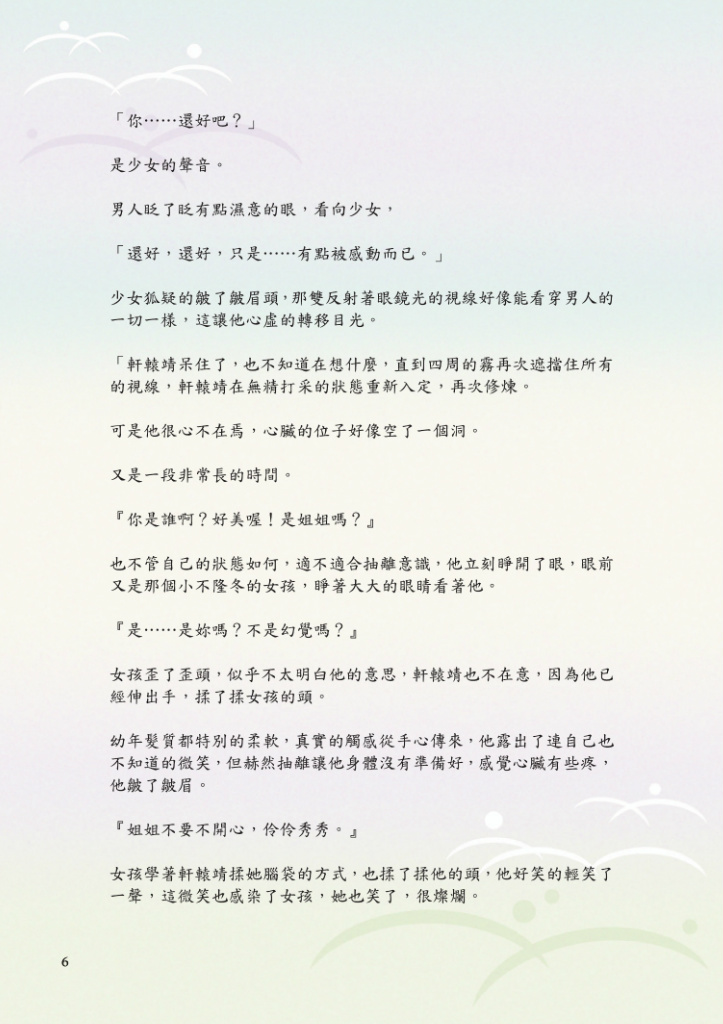 「你⋯⋯還好吧？」
是少女的聲音。
男人眨了眨有點濕意的眼，看向少女，
「還好，還好，只是⋯⋯有點被感動而已。」
少女狐疑的皺了皺眉頭，那雙反射著眼鏡光的視線好像能看穿男人的
一切一樣，這讓他心虛的轉移目光。
「軒轅靖呆住了，也不知道在想什麼，直到四周的霧再次遮擋住所有
的視線，軒轅靖在無精打采的狀態重新入定，再次修煉。
可是他很心不在焉，心臟的位子好像空了一個洞。
又是一段非常長的時間。
『你是誰啊？好美喔！是姐姐嗎？』
也不管自己的狀態如何，適不適合抽離意識，他立刻睜開了眼，眼前
又是那個小不隆冬的女孩，睜著大大的眼睛看著他。
『是⋯⋯是妳嗎？不是幻覺嗎？』
女孩歪了歪頭，似乎不太明白他的意思，軒轅靖也不在意，因為他已
經伸出手，揉了揉女孩的頭。
幼年髮質都特別的柔軟，真實的觸感從手心傳來，他露出了連自己也
不知道的微笑，但赫然抽離讓他身體沒有準備好，感覺心臟有些疼，
他皺了皺眉。
『姐姐不要不開心，伶伶秀秀。』
女孩學著軒轅靖揉她腦袋的方式，也揉了揉他的頭，他好笑的輕笑了
一聲，這微笑也感染了女孩，她也笑了，很燦爛。
6